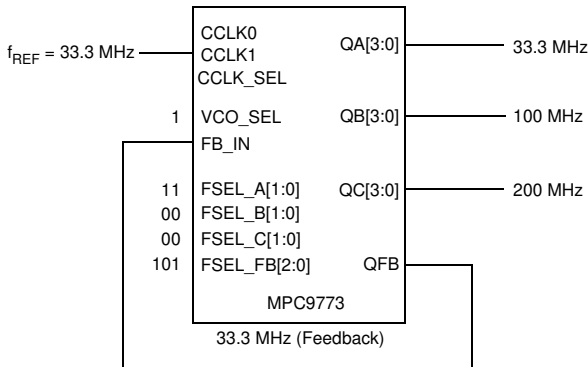 CCLK0
QA[3:0]
33.3 MHz
fREF = 33.3 MHz
CCLK1
CCLK_SEL
1
VCO_SEL
QB[3:0]
100 MHz
FB_IN
11
FSEL_A[1:0]
QC[3:0]
200 MHz
00
FSEL_B[1:0]
00
FSEL_C[1:0]
101
FSEL_FB[2:0]
QFB
MPC9773
33.3 MHz (Feedback)